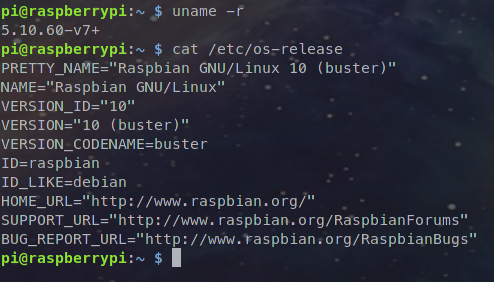 pi@raspberrypi:~ $ uname -r
5.10.60-v7+
pi@raspberrypi:~ $ cat /etc/os-release
PRETTY_NAME="Raspbian GNU/Linux 10 (buster)"
NAME="Raspbian GNU/Linux"
VERSION_ID="10"
VERSION="10 (buster)"
VERSION_CODENAME=buster
ID=raspbian
ID_LIKE=debian
HOME_URL="http://www.raspbian.org/"
SUPPORT_URL="http://www.raspbian.org/RaspbianForums"
BUG_REPORT_URL="http://www.raspbian.org/RaspbianBugs"
pi@raspberrypi:~ $